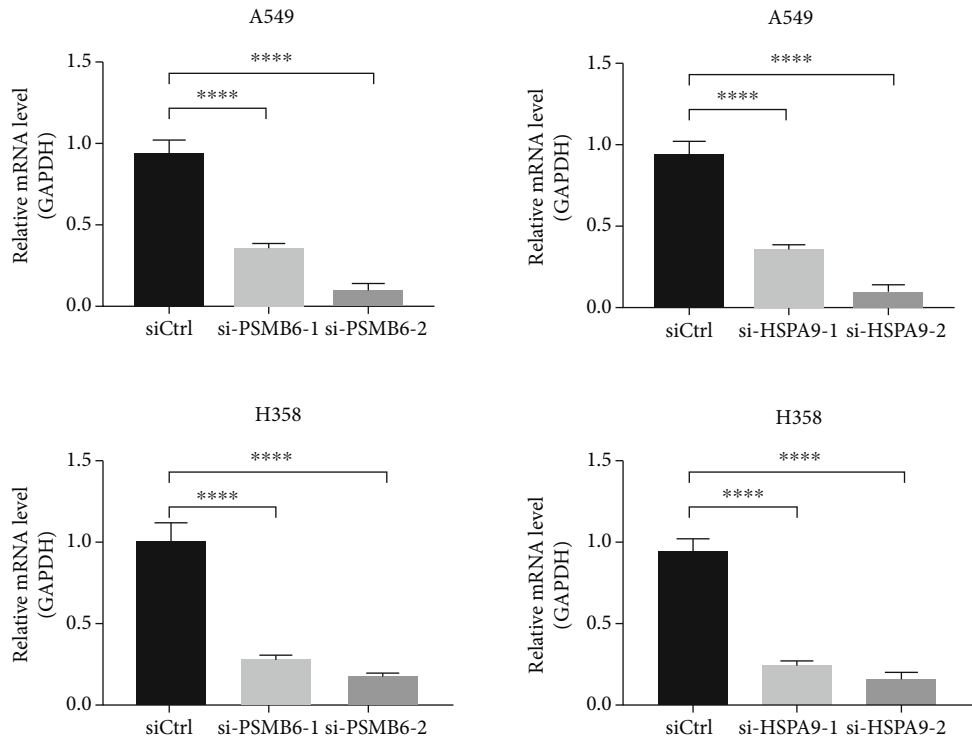 A549
Relative mRNA level
(GAPDH)
1.5
1.0
0.5
0.0
****
****
siCtrl si-PSMB6-1 si-PSMB6-2
A549
Relative mRNA level
(GAPDH)
1.5
1.0
0.5
0.0
****
****
siCtrl si-HSPA9-1 si-HSPA9-2
H358
Relative mRNA level
(GAPDH)
1.5
1.0
0.5
0.0
****
****
siCtrl si-PSMB6-1 si-PSMB6-2
H358
Relative mRNA level
(GAPDH)
1.5
1.0
0.5
0.0
****
****
siCtrl si-HSPA9-1 si-HSPA9-2